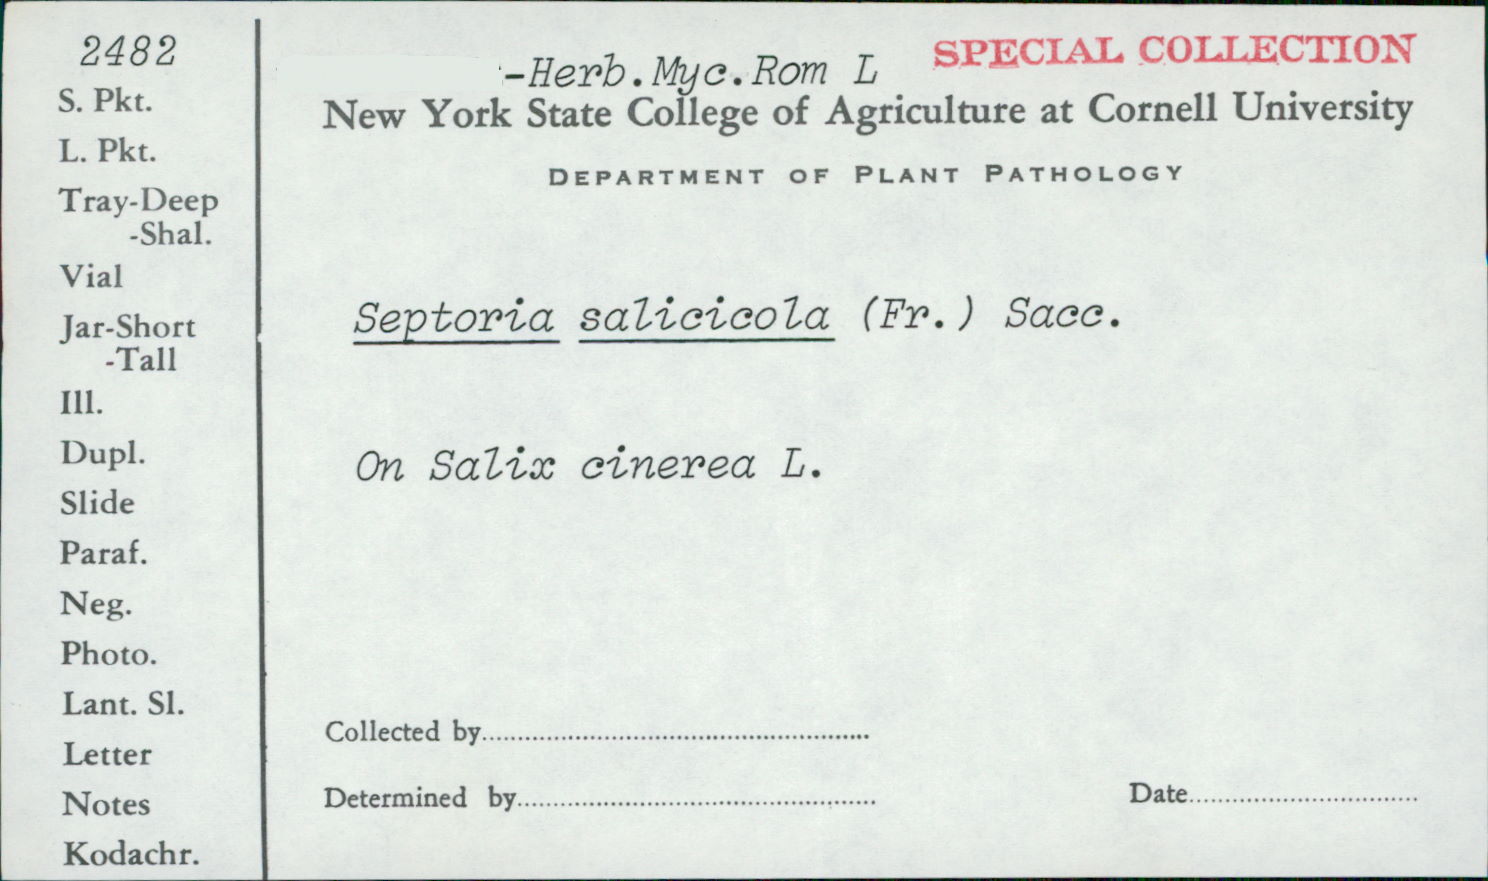 2482
S. Pkt.
L. Pkt.
Tray-Deep
-Shal.
Vial
Jar-Short
-Tall
Ill.
Dupl.
Slide
Paraf.
Neg.
Photo.
Lant. Sl.
Letter
Notes
Kodachr.
-Herb.Myc.Rom L
SPECIAL COLLECTION
New York State College of Agriculture at Cornell University
DEPARTMENT OF PLANT PATHOLOGY
Septoria salicicola (Fr.) Sacc.
On Salix cinerea L.
Collected by
Determined by
Date